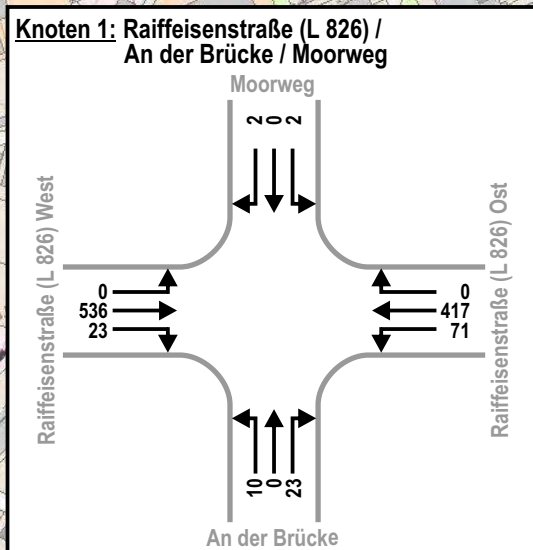 Knoten 1: Raiffeisenstraße (L 826) /
An der Brücke / Moorweg
Moorweg
2 0 2
Raiffeisenstraße (L 826) West
0
536
23
0
417
71
Raiffeisenstraße (L 826) Ost
10 0 23
An der Brücke